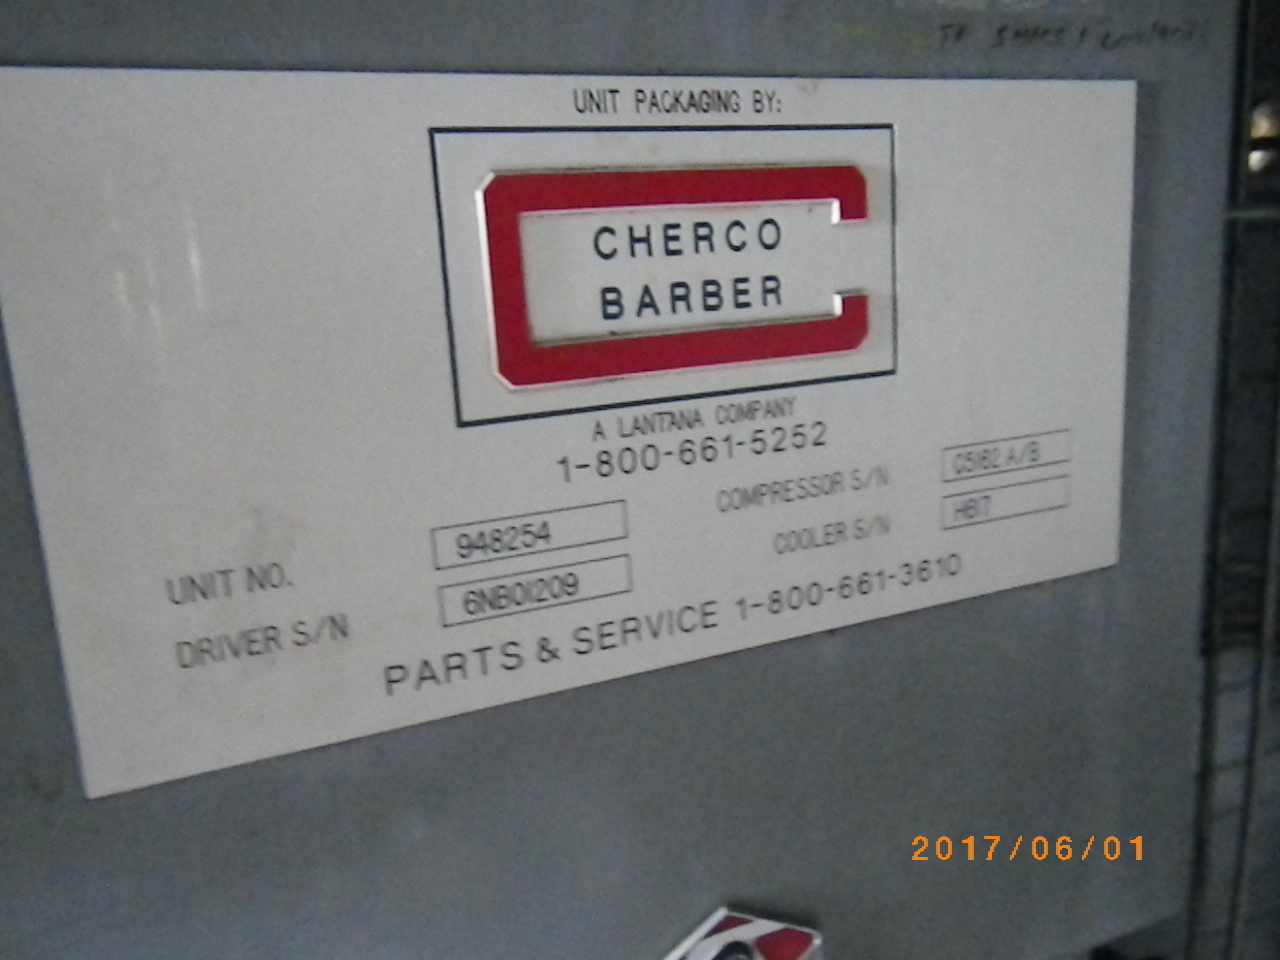 UNIT PACKAGING BY:
CHERCO
BARBER
A LANTANA COMPANY
1-800-661-5252
UNIT NO. 948254
COMPRESSOR S/N C5162 A/B
DRIVER S/N 6NB01209
COOLER S/N H617
PARTS & SERVICE 1-800-661-3610
2017/06/01